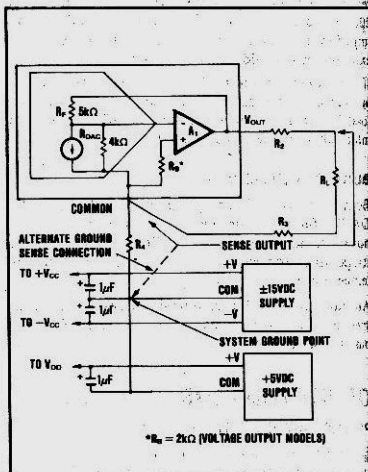 RF 5kΩ
RDAC
4kΩ
-
A1
+
RB*
VOUT
R2
RL
R3
COMMON
R4
ALTERNATE GROUND
SENSE CONNECTION
SENSE OUTPUT
TO +VCC
+
1μF
+
1μF
TO -VCC
+V
COM
-V
±15VDC
SUPPLY
SYSTEM GROUND POINT
TO VDD
+
1μF
+V
COM
+5VDC
SUPPLY
*RB = 2kΩ (VOLTAGE OUTPUT MODELS)